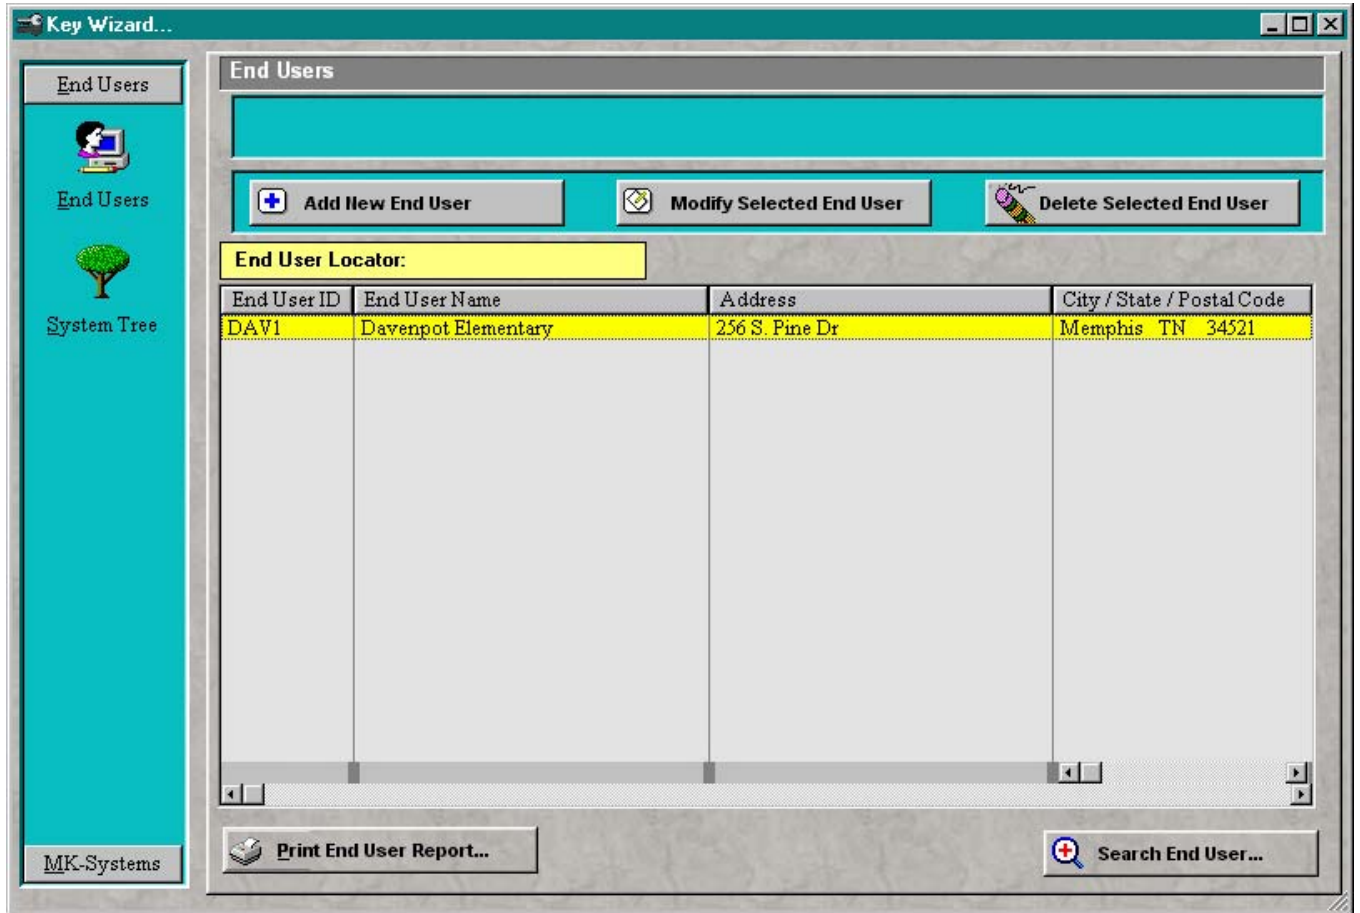 Key Wizard...
End Users
End Users
System Tree
MK-Systems
End Users
Add New End User Modify Selected End User Delete Selected End User
End User Locator:
End User ID End User Name Address City / State / Postal Code
DAV1 Davenpot Elementary 256 S. Pine Dr Memphis TN 34521
Print End User Report... Search End User...